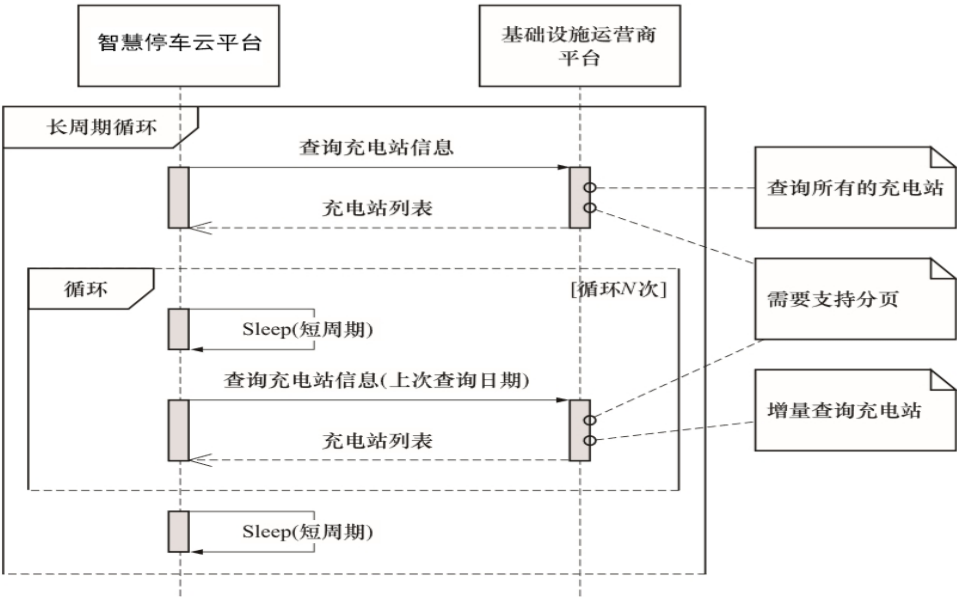 智慧停车云平台
基础设施运营商
平台
长周期循环
查询充电站信息
查询所有的充电站
充电站列表
循环
[循环N次]
需要支持分页
Sleep(短周期)
查询充电站信息(上次查询日期)
增量查询充电站
充电站列表
Sleep(短周期)